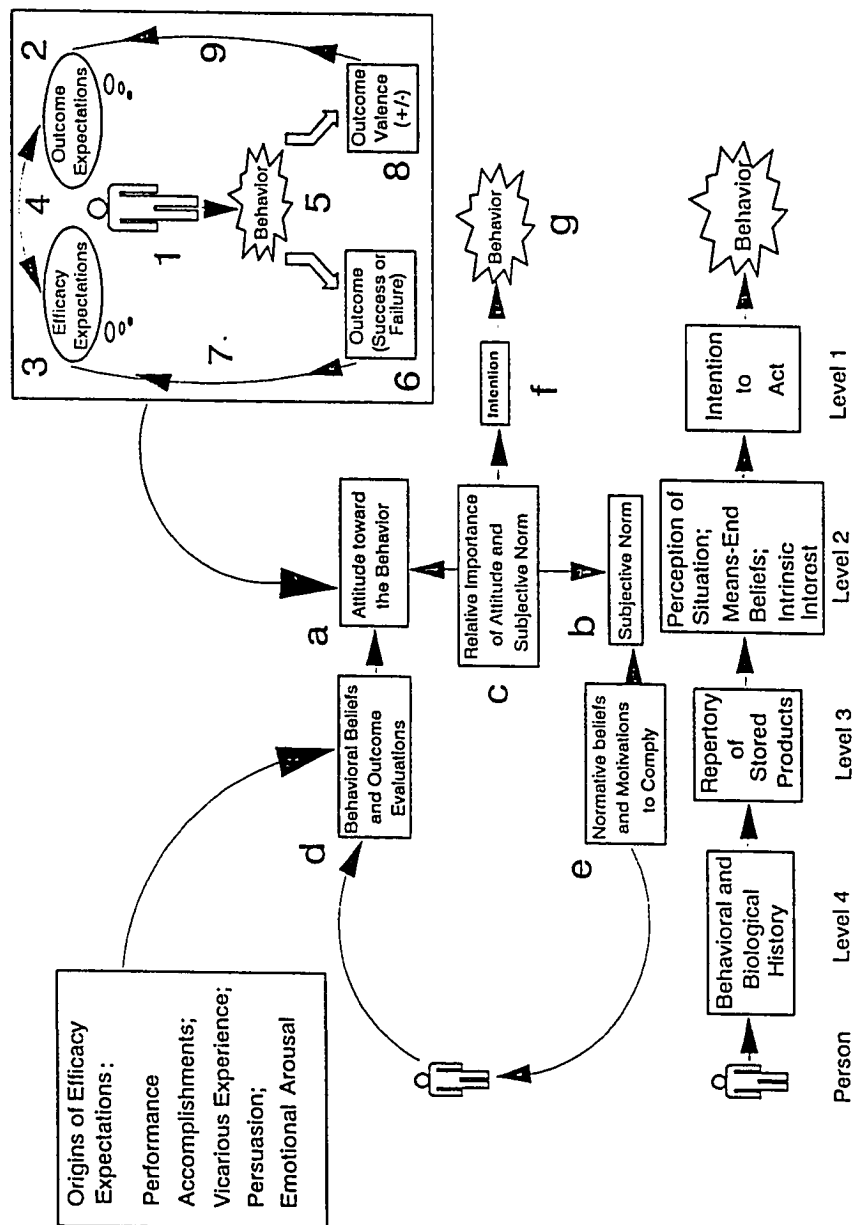 Origins of Efficacy
Expectations:
Performance
Accomplishments;
Vicarious Experience;
Persuasion;
Emotional Arousal
3
Efficacy
Expectations
4
2
Outcome
Expectations
1
7.
9
Behavior
5
6
Outcome
(Success or
Failure)
8
Outcome
Valence
(+/-)
d
Behavioral Beliefs
and Outcome
Evaluations
a
Attitude toward
the Behavior
c
Relative Importance
of Attitude and
Subjective Norm
Intention
f
Behavior
g
e
Normative beliefs
and Motivations
to Comply
b
Subjective Norm
Behavioral and
Biological
History
Repertory
of
Stored
Products
Perception of
Situation;
Means-End
Beliefs;
Intrinsic
Intorest
Intention
to
Act
Behavior
Person
Level 4
Level 3
Level 2
Level 1